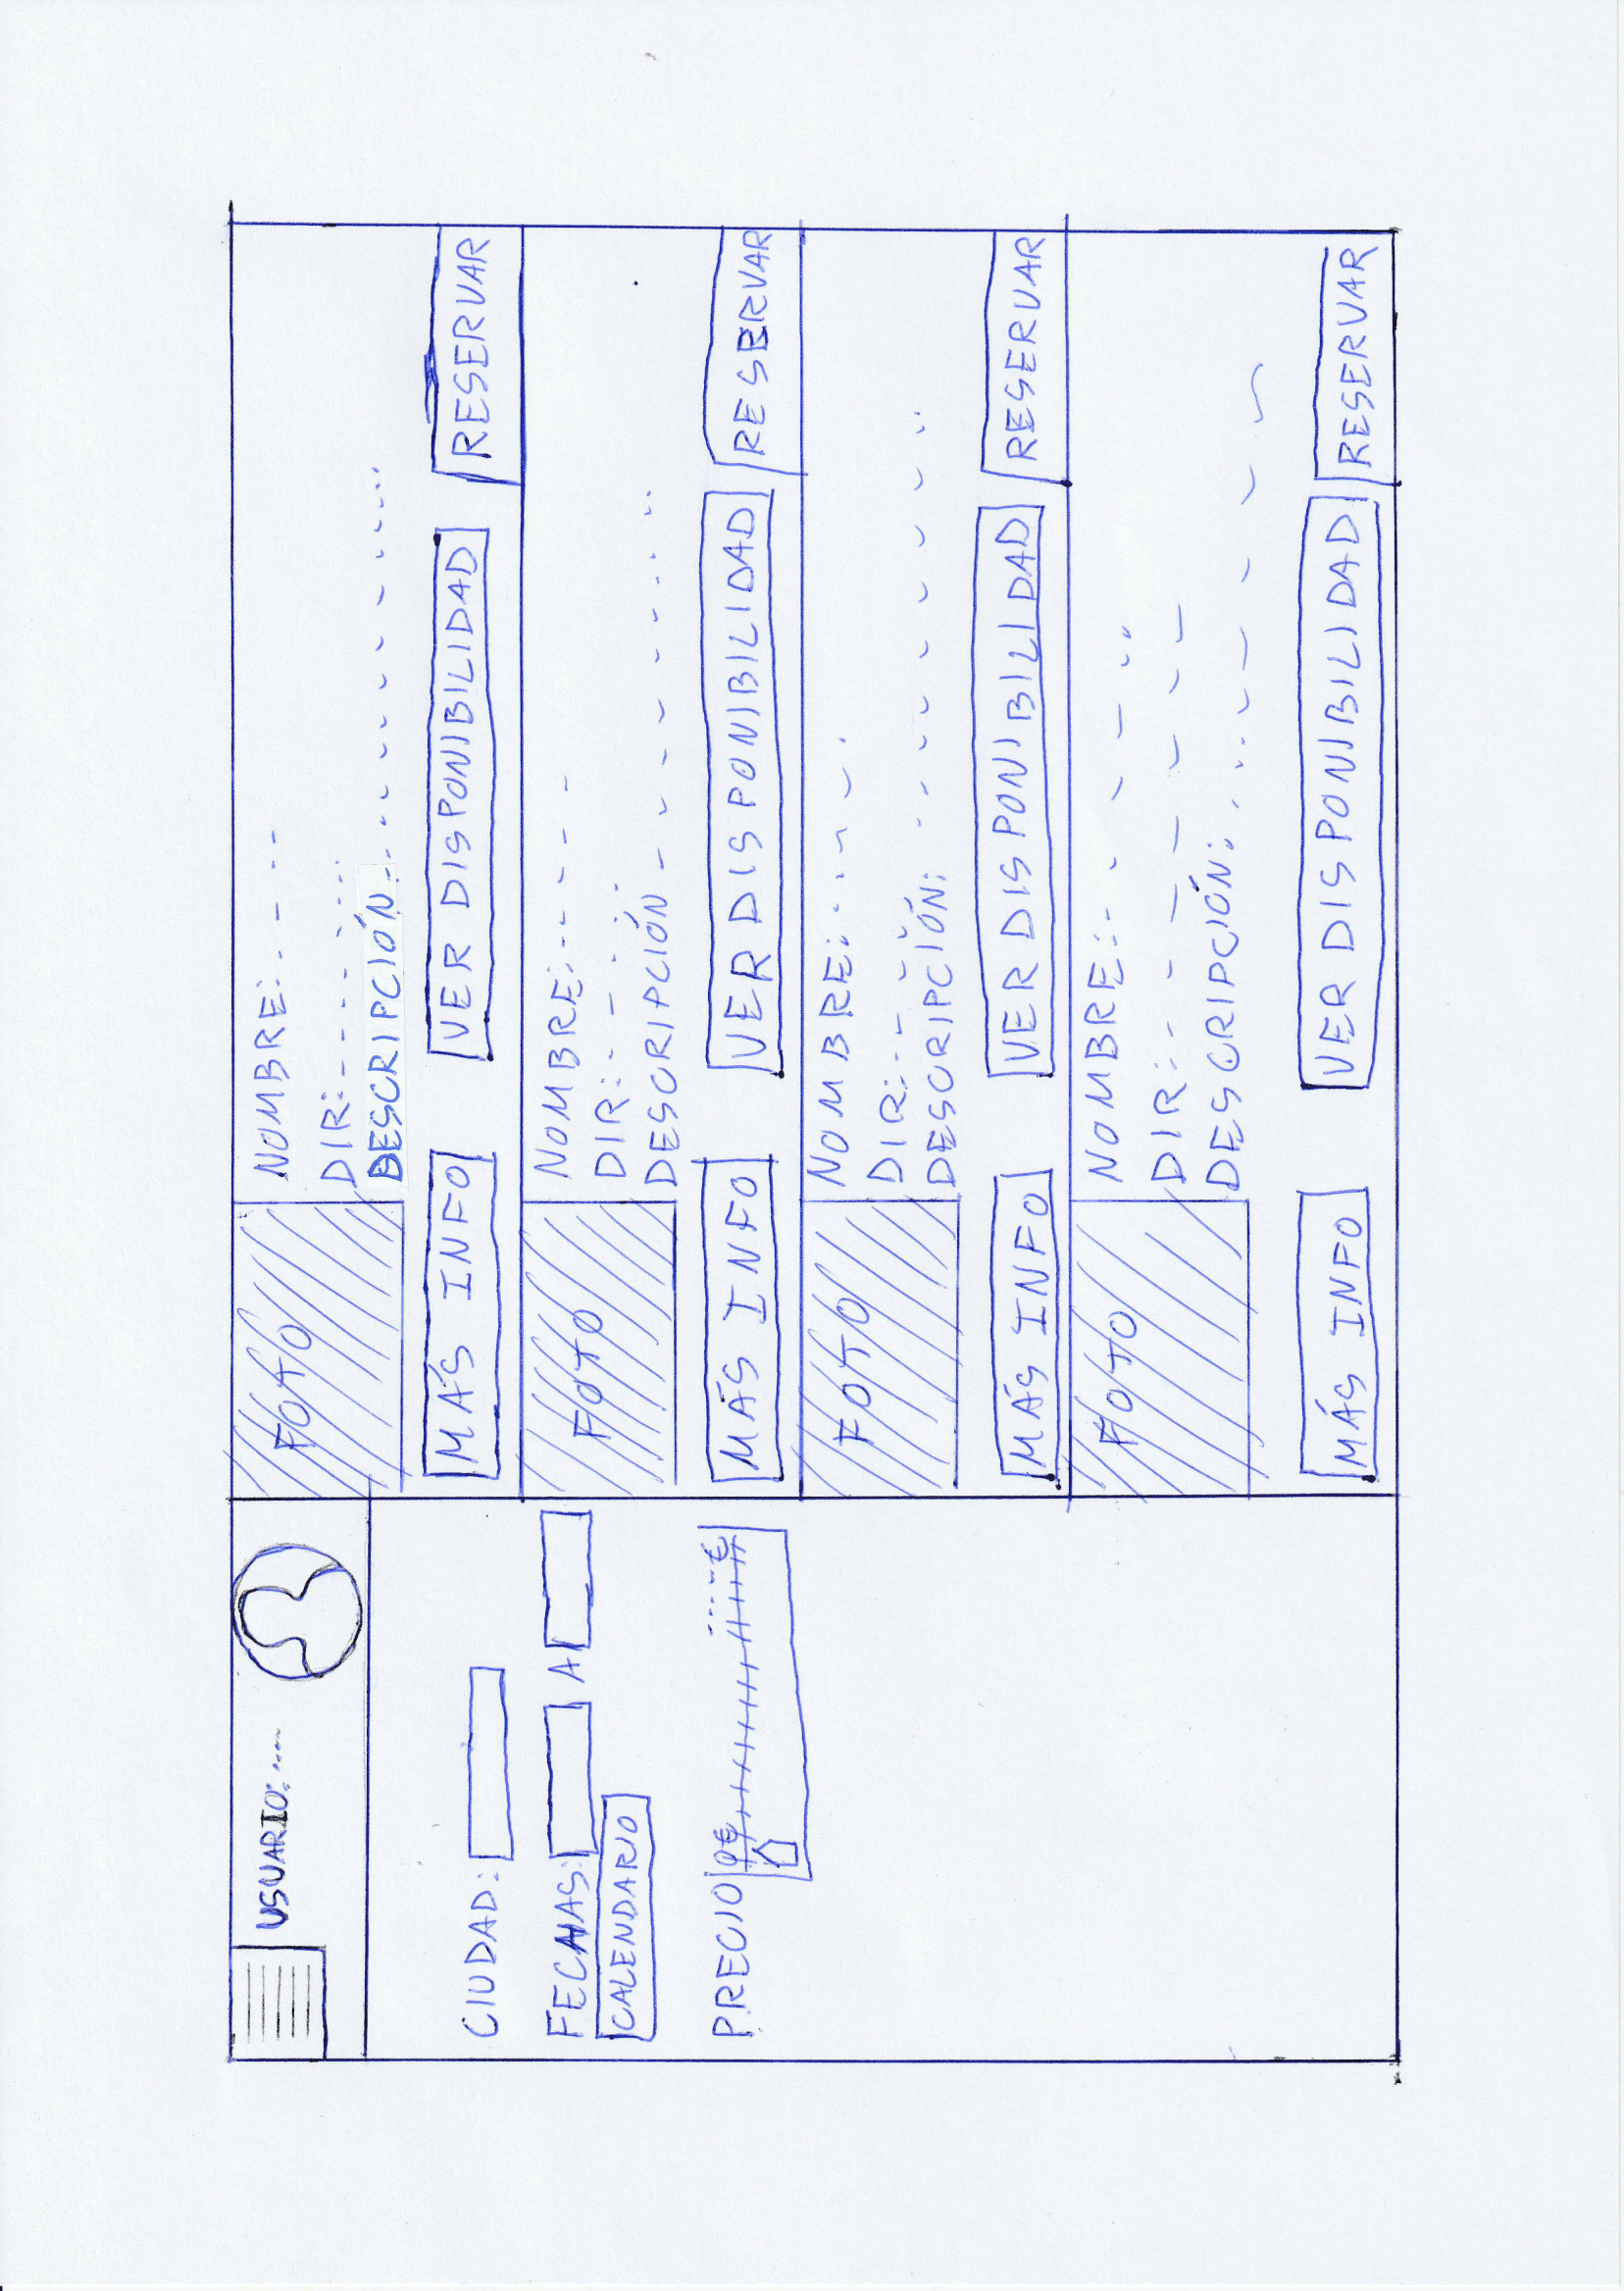 USUARIO:....
CIUDAD:
FECHAS: A
CALENDARIO
PRECIO 0€ ....€
FOTO
NOMBRE:
DIR:
DESCRIPCIÓN
MÁS INFO
VER DISPONIBILIDAD
RESERVAR
FOTO
NOMBRE:
DIR:
DESCRIPCIÓN
MÁS INFO
VER DISPONIBILIDAD
RESERVAR
FOTO
NOMBRE:
DIR:
DESCRIPCIÓN:
MÁS INFO
VER DISPONIBILIDAD
RESERVAR
FOTO
NOMBRE:
DIR:
DESCRIPCIÓN:
MÁS INFO
VER DISPONIBILIDAD
RESERVAR